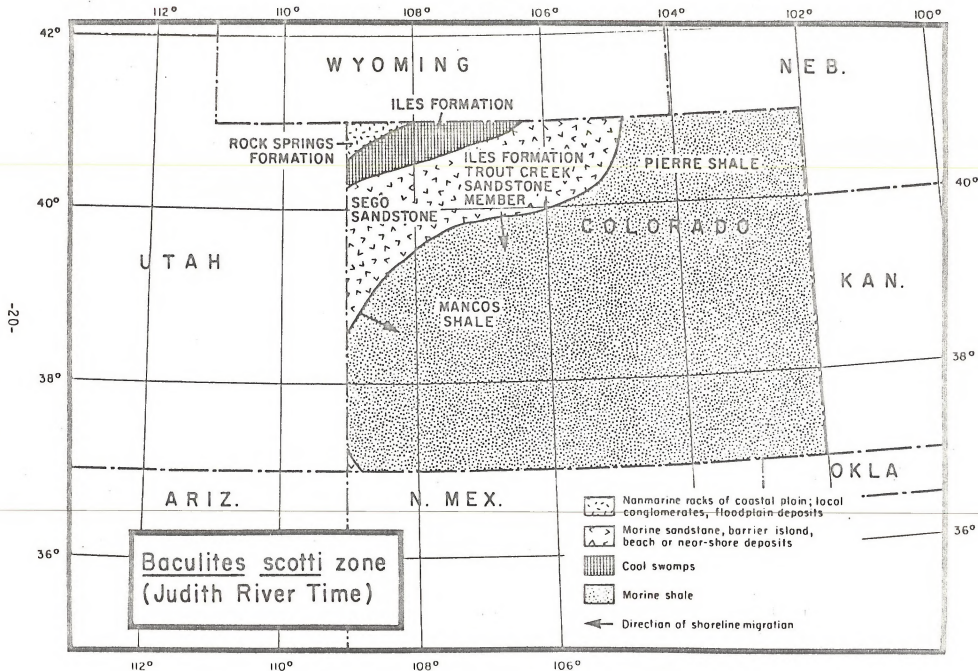 112° 110° 108° 106° 104° 102° 100°
42°
WYOMING
NEB.
ILES FORMATION
ROCK SPRINGS
FORMATION
ILES FORMATION
TROUT CREEK
SANDSTONE
MEMBER
PIERRE SHALE
40°
40°
SEGO
SANDSTONE
COLORADO
UTAH
KAN.
-20-
MANCOS
SHALE
38°
38°
OKLA
ARIZ.
N. MEX.
36°
36°
Nonmarine rocks of coastal plain; local
conglomerates, floodplain deposits
Marine sandstone, barrier island,
beach or near-shore deposits
Coal swamps
Marine shale
Direction of shoreline migration
Baculites scotti zone
(Judith River Time)
112° 110° 108° 106°